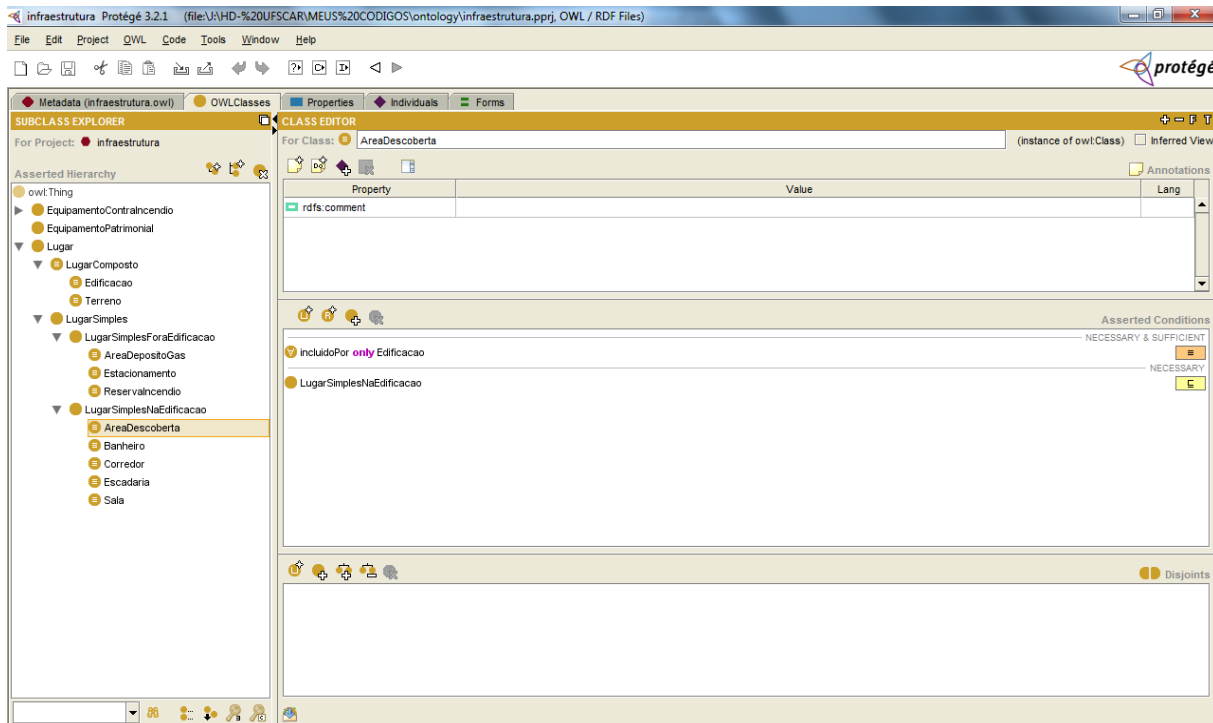 infraestrutura Protégé 3.2.1 (file:\J:\HD-%20UFSCAR\MEUS%20CODIGOS\ontology\infraestrutura.pprj, OWL / RDF Files)
File Edit Project OWL Code Tools Window Help
protégé
Metadata (infraestrutura.owl) OWLClasses Properties Individuals Forms
SUBCLASS EXPLORER
For Project: infraestrutura
Asserted Hierarchy
owl:Thing
EquipamentoContraIncendio
EquipamentoPatrimonial
Lugar
LugarComposto
Edificacao
Terreno
LugarSimples
LugarSimplesForaEdificacao
AreaDepositoGas
Estacionamento
ReservaIncendio
LugarSimplesNaEdificacao
AreaDescoberta
Banheiro
Corredor
Escadaria
Sala
CLASS EDITOR
For Class: AreaDescoberta (instance of owl:Class) Inferred View
Annotations
Property Value Lang
rdfs:comment
Asserted Conditions
NECESSARY & SUFFICIENT
incluidoPor only Edificacao
NECESSARY
LugarSimplesNaEdificacao
Disjoints